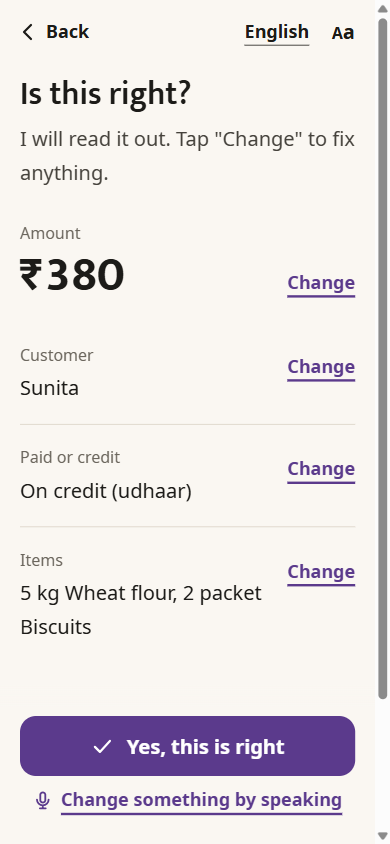 Back
English
Aa
Is this right?
I will read it out. Tap "Change" to fix
anything.
Amount
₹380
Change
Customer
Sunita
Change
Paid or credit
On credit (udhaar)
Change
Items
5 kg Wheat flour, 2 packet
Biscuits
Change
Yes, this is right
Change something by speaking